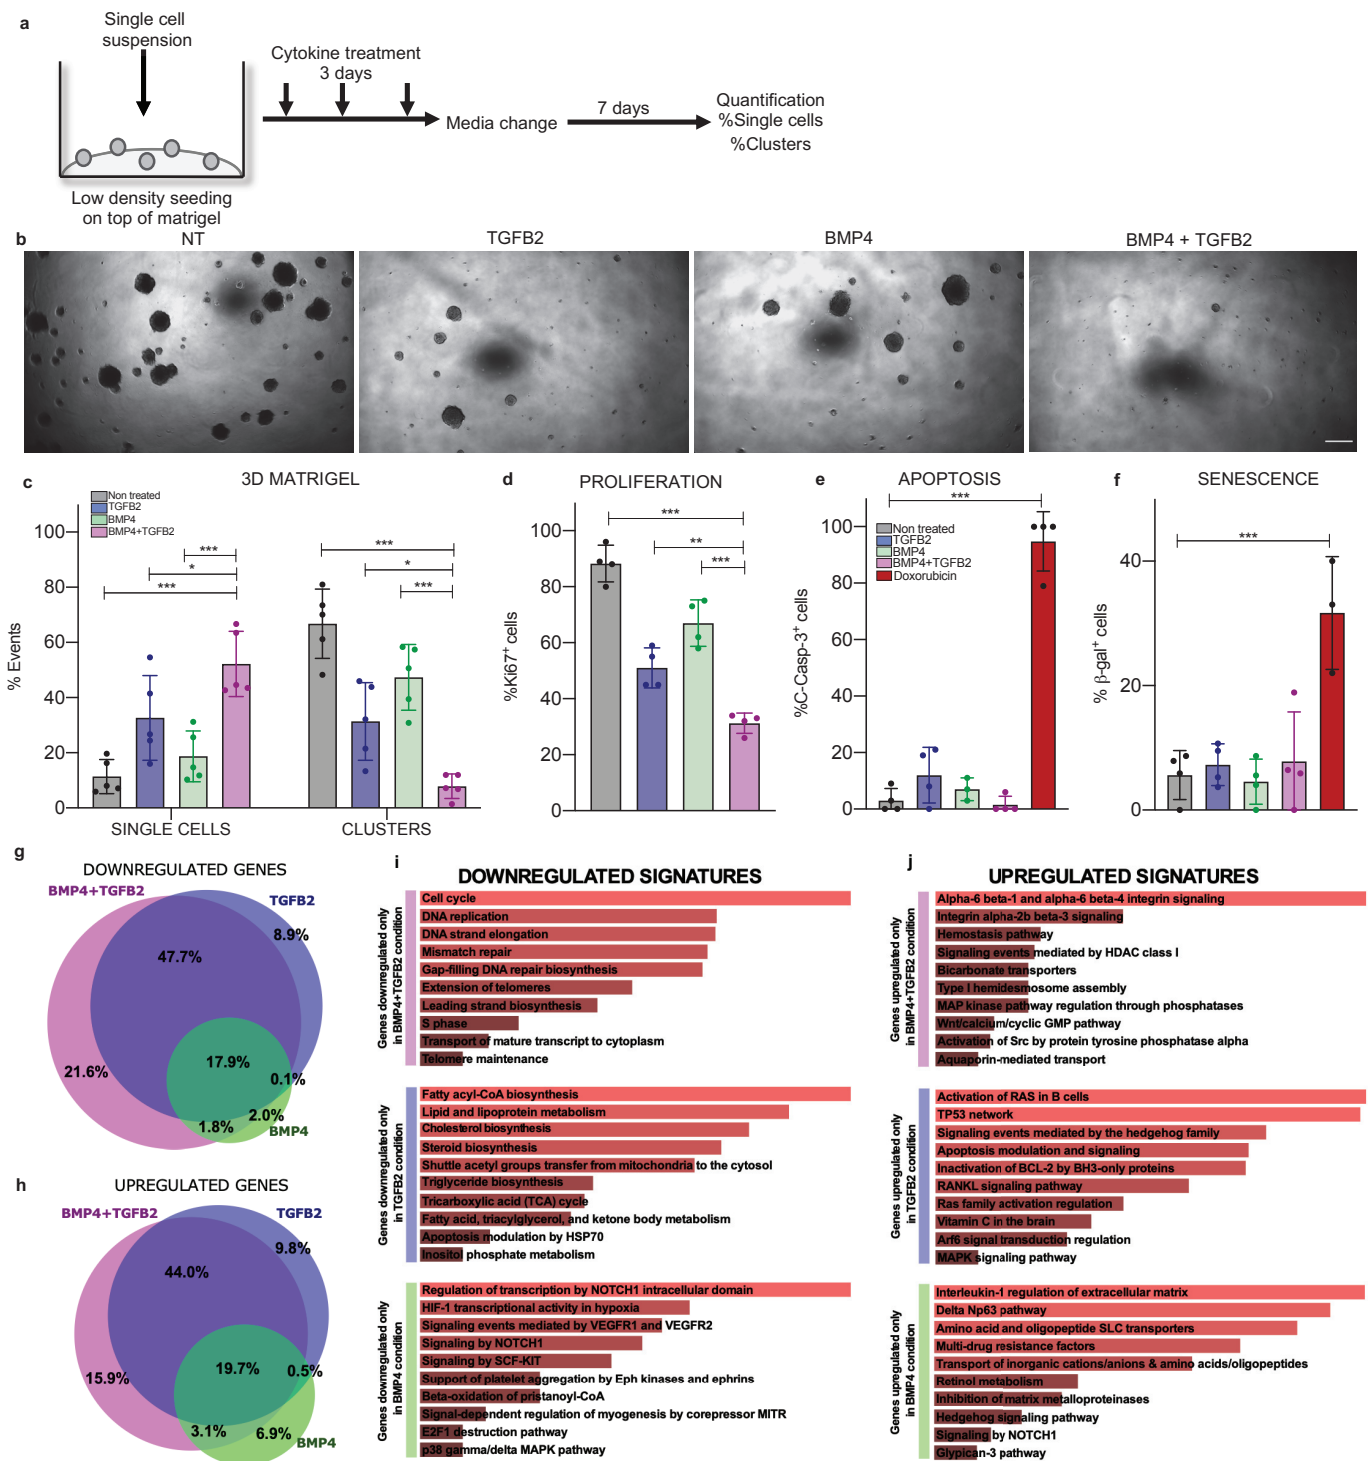 a
Single cell
suspension
Cytokine treatment
3 days
Media change
7 days
Quantification
%Single cells
%Clusters
Low density seeding
on top of matrigel
b
NT
TGFB2
BMP4
BMP4 + TGFB2
c
3D MATRIGEL
Non treated
TGFB2
BMP4
BMP4+TGFB2
% Events
100
80
60
40
20
0
***
*
***
***
*
***
SINGLE CELLS
CLUSTERS
d
PROLIFERATION
%Ki67+ cells
100
80
60
40
20
0
***
**
***
e
APOPTOSIS
***
Non treated
TGFB2
BMP4
BMP4+TGFB2
Doxorubicin
%C-Casp-3+ cells
100
80
60
40
20
0
f
SENESCENCE
***
% β-gal+ cells
40
20
0
g
DOWNREGULATED GENES
BMP4+TGFB2
TGFB2
8.9%
47.7%
17.9%
21.6%
0.1%
2.0%
1.8%
BMP4
h
UPREGULATED GENES
BMP4+TGFB2
TGFB2
9.8%
44.0%
19.7%
0.5%
15.9%
3.1%
6.9%
BMP4
i
DOWNREGULATED SIGNATURES
Genes downregulated only
in BMP4+TGFB2 condition
Cell cycle
DNA replication
DNA strand elongation
Mismatch repair
Gap-filling DNA repair biosynthesis
Extension of telomeres
Leading strand biosynthesis
S phase
Transport of mature transcript to cytoplasm
Telomere maintenance
Genes downregulated only
in TGFB2 condition
Fatty acyl-CoA biosynthesis
Lipid and lipoprotein metabolism
Cholesterol biosynthesis
Steroid biosynthesis
Shuttle acetyl groups transfer from mitochondria to the cytosol
Triglyceride biosynthesis
Tricarboxylic acid (TCA) cycle
Fatty acid, triacylglycerol, and ketone body metabolism
Apoptosis modulation by HSP70
Inositol phosphate metabolism
Genes downregulated only
in BMP4 condition
Regulation of transcription by NOTCH1 intracellular domain
HIF-1 transcriptional activity in hypoxia
Signaling events mediated by VEGFR1 and VEGFR2
Signaling by NOTCH1
Signaling by SCF-KIT
Support of platelet aggregation by Eph kinases and ephrins
Beta-oxidation of pristanoyl-CoA
Signal-dependent regulation of myogenesis by corepressor MITR
E2F1 destruction pathway
p38 gamma/delta MAPK pathway
j
UPREGULATED SIGNATURES
Genes upregulated only
in BMP4+TGFB2 condition
Alpha-6 beta-1 and alpha-6 beta-4 integrin signaling
Integrin alpha-2b beta-3 signaling
Hemostasis pathway
Signaling events mediated by HDAC class I
Bicarbonate transporters
Type I hemidesmosome assembly
MAP kinase pathway regulation through phosphatases
Wnt/calcium/cyclic GMP pathway
Activation of Src by protein tyrosine phosphatase alpha
Aquaporin-mediated transport
Genes upregulated only
in TGFB2 condition
Activation of RAS in B cells
TP53 network
Signaling events mediated by the hedgehog family
Apoptosis modulation and signaling
Inactivation of BCL-2 by BH3-only proteins
RANKL signaling pathway
Ras family activation regulation
Vitamin C in the brain
Arf6 signal transduction regulation
MAPK signaling pathway
Genes upregulated only
in BMP4 condition
Interleukin-1 regulation of extracellular matrix
Delta Np63 pathway
Amino acid and oligopeptide SLC transporters
Multi-drug resistance factors
Transport of inorganic cations/anions & amino acids/oligopeptides
Retinol metabolism
Inhibition of matrix metalloproteinases
Hedgehog signaling pathway
Signaling by NOTCH1
Glypican-3 pathway